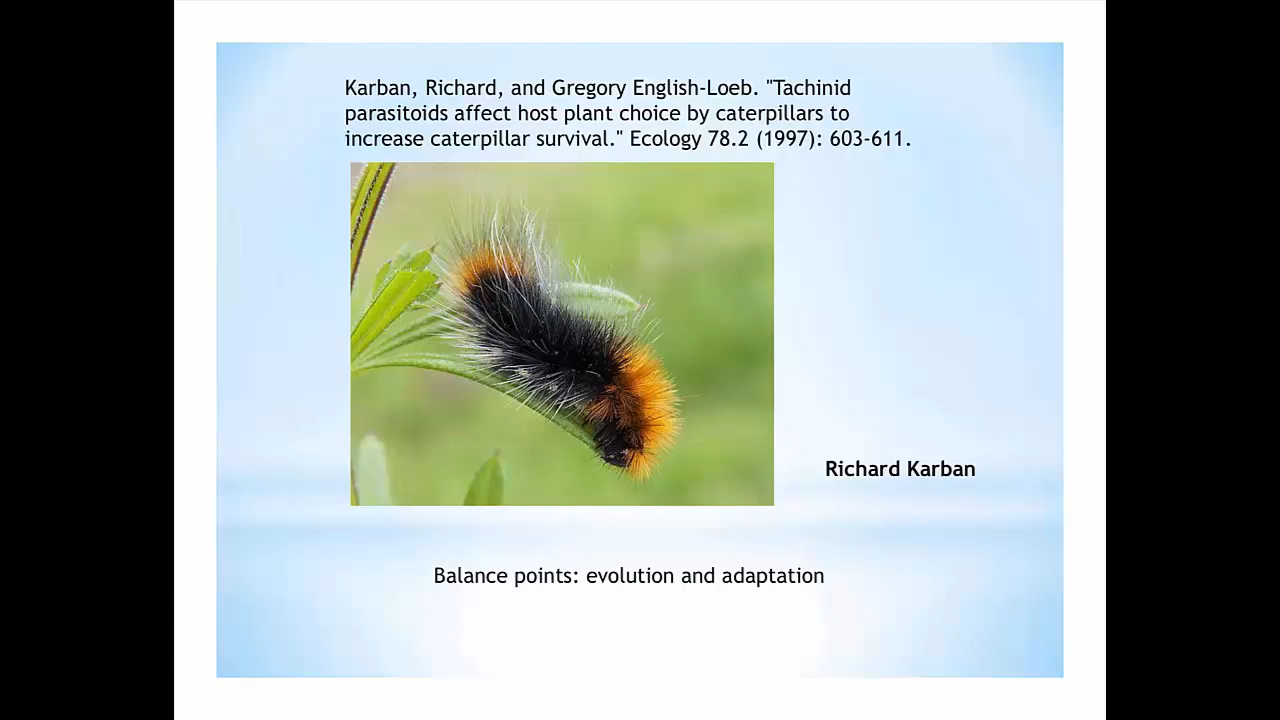 Karban, Richard, and Gregory English-Loeb. "Tachinid
parasitoids affect host plant choice by caterpillars to
increase caterpillar survival." Ecology 78.2 (1997): 603-611.
Richard Karban
Balance points: evolution and adaptation